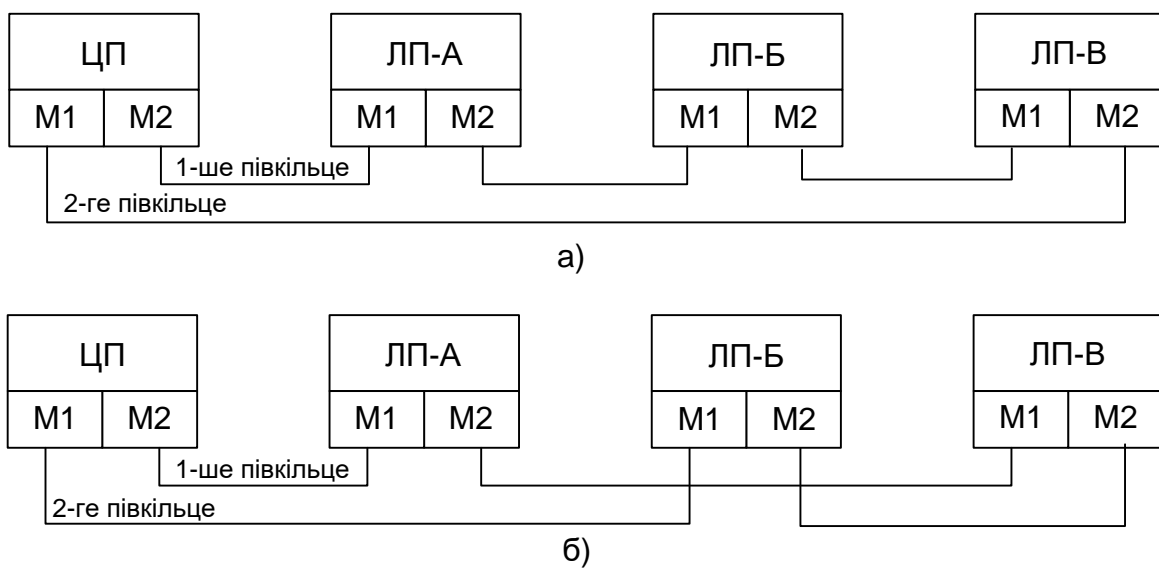 ЦП ЛП-А ЛП-Б ЛП-В
М1 М2 М1 М2 М1 М2 М1 М2
1-ше півкільце
2-ге півкільце
а)
ЦП ЛП-А ЛП-Б ЛП-В
М1 М2 М1 М2 М1 М2 М1 М2
1-ше півкільце
2-ге півкільце
б)